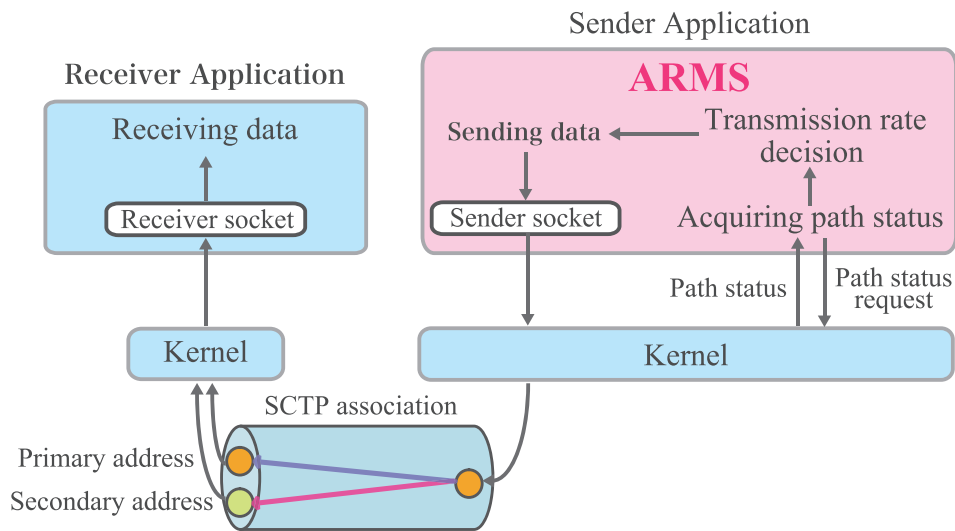 Sender Application
Receiver Application
ARMS
Receiving data
Sending data
Transmission rate
decision
Receiver socket
Sender socket
Acquiring path status
Path status
Path status
request
Kernel
Kernel
SCTP association
Primary address
Secondary address